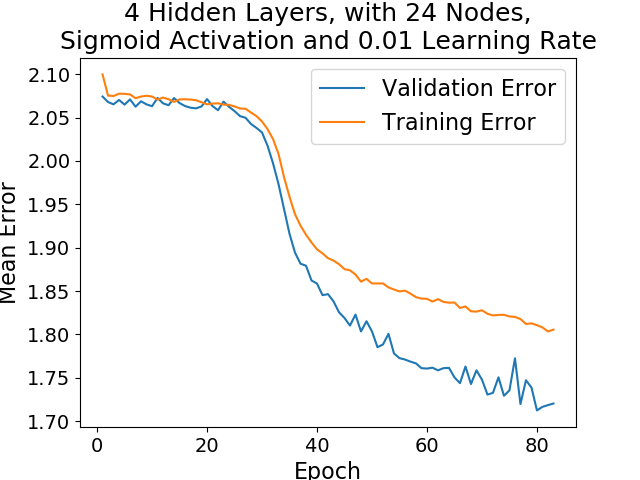 4 Hidden Layers, with 24 Nodes,
Sigmoid Activation and 0.01 Learning Rate
Validation Error
Training Error
Mean Error
2.10
2.05
2.00
1.95
1.90
1.85
1.80
1.75
1.70
0 20 40 60 80
Epoch